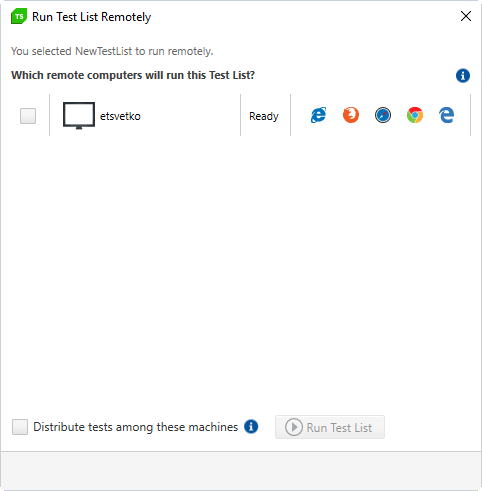 TS Run Test List Remotely
You selected NewTestList to run remotely.
Which remote computers will run this Test List?
etsvetko Ready
Distribute tests among these machines Run Test List